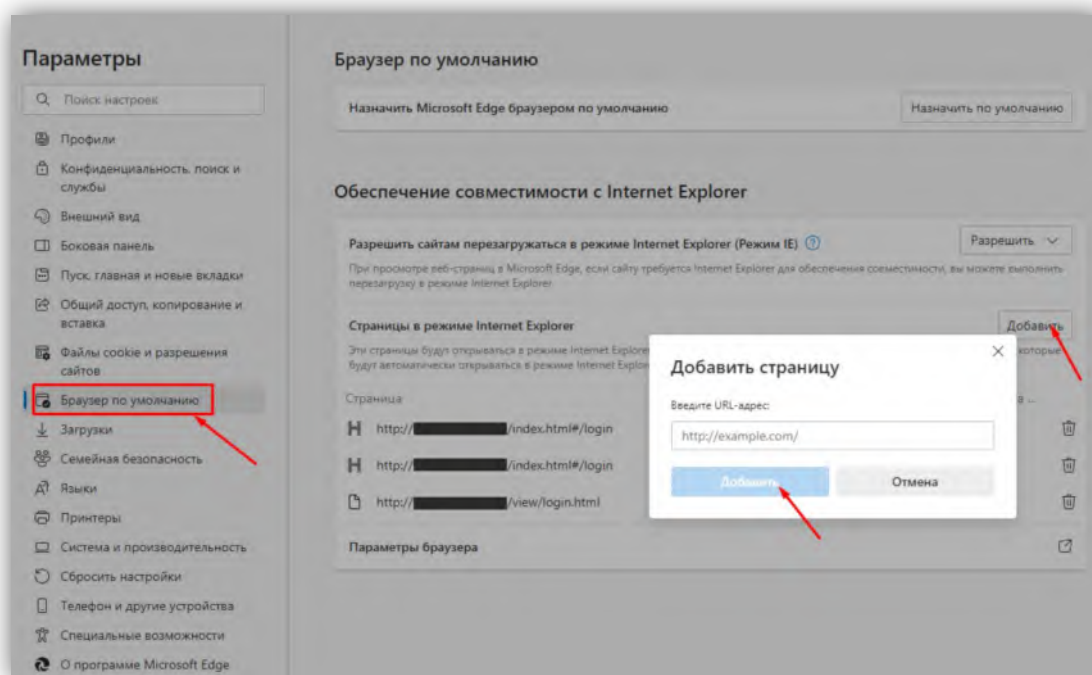 Параметры
Поиск настроек
Профили
Конфиденциальность, поиск и
службы
Внешний вид
Боковая панель
Пуск, главная и новые вкладки
Общий доступ, копирование и
вставка
Файлы cookie и разрешения
сайтов
Браузер по умолчанию
Загрузки
Семейная безопасность
Языки
Принтеры
Система и производительность
Сбросить настройки
Телефон и другие устройства
Специальные возможности
О программе Microsoft Edge
Браузер по умолчанию
Назначить Microsoft Edge браузером по умолчанию
Назначить по умолчанию
Обеспечение совместимости с Internet Explorer
Разрешить сайтам перезагружаться в режиме Internet Explorer (Режим IE)
Разрешить
При просмотре веб-страниц в Microsoft Edge, если сайту требуется Internet Explorer для обеспечения совместимости, вы можете выполнить
перезагрузку в режиме Internet Explorer
Страницы в режиме Internet Explorer
Добавить
Эти страницы будут открываться в режиме Internet Explorer которые
будут автоматически открываться в режиме Internet Explorer
Страница
http:// /index.html#/login
http:// /index.html#/login
http:// /view/login.html
Параметры браузера
Добавить страницу
Введите URL-адрес:
http://example.com/
Добавить
Отмена